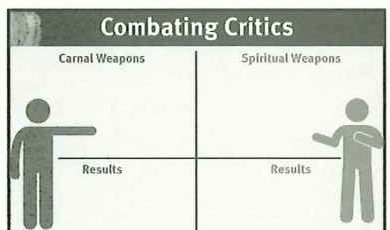 Combating Critics
Carnal Weapons
Spiritual Weapons
Results
Results